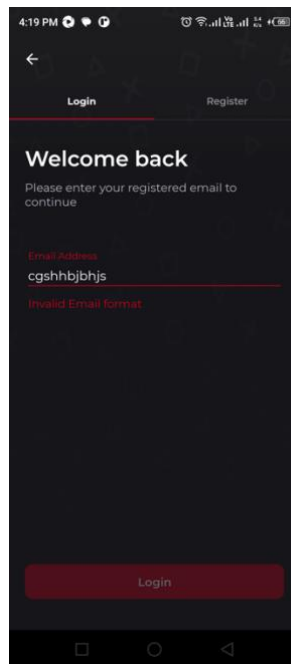 4:19 PM
Login Register
Welcome back
Please enter your registered email to
continue
Email Address
cgshhbjbhjs
Invalid Email format
Login